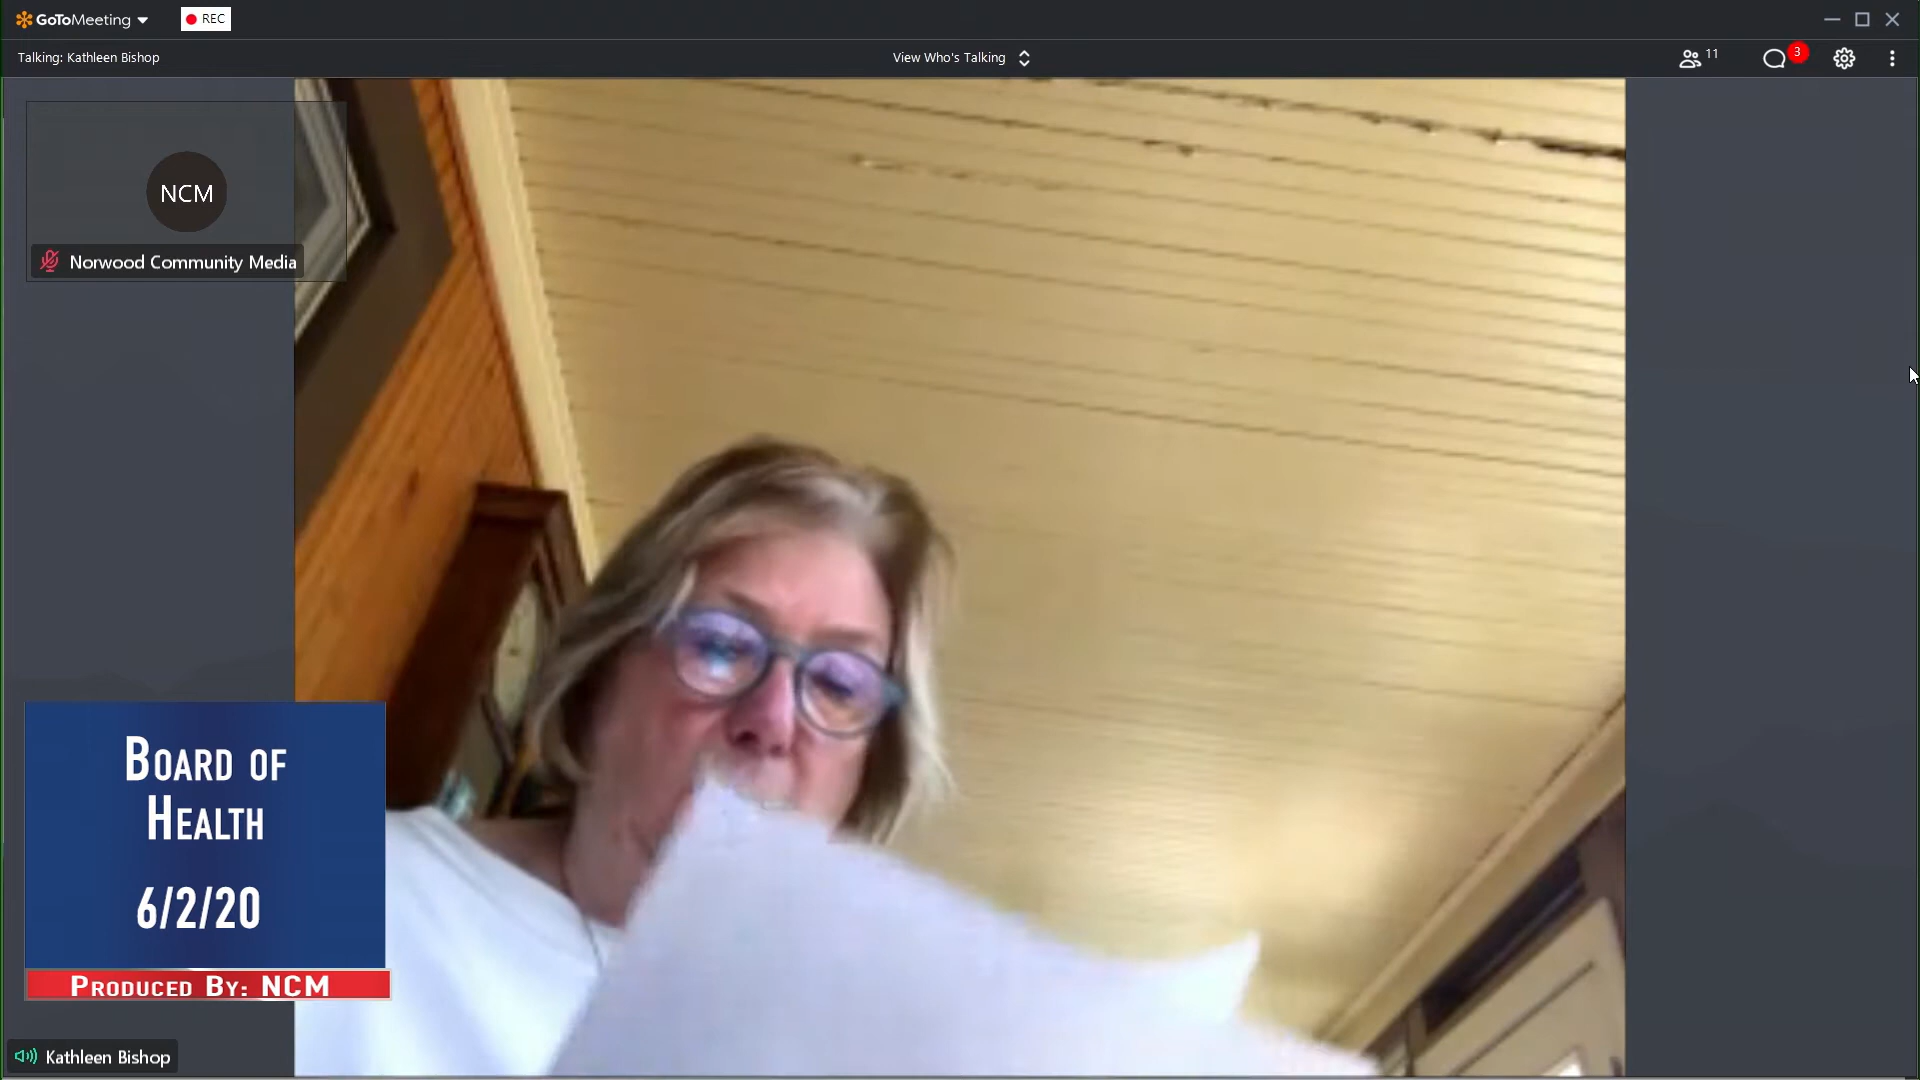 GoToMeeting
REC
Talking: Kathleen Bishop
View Who's Talking
11
3
NCM
Norwood Community Media
Board of
Health
6/2/20
Produced By: NCM
Kathleen Bishop